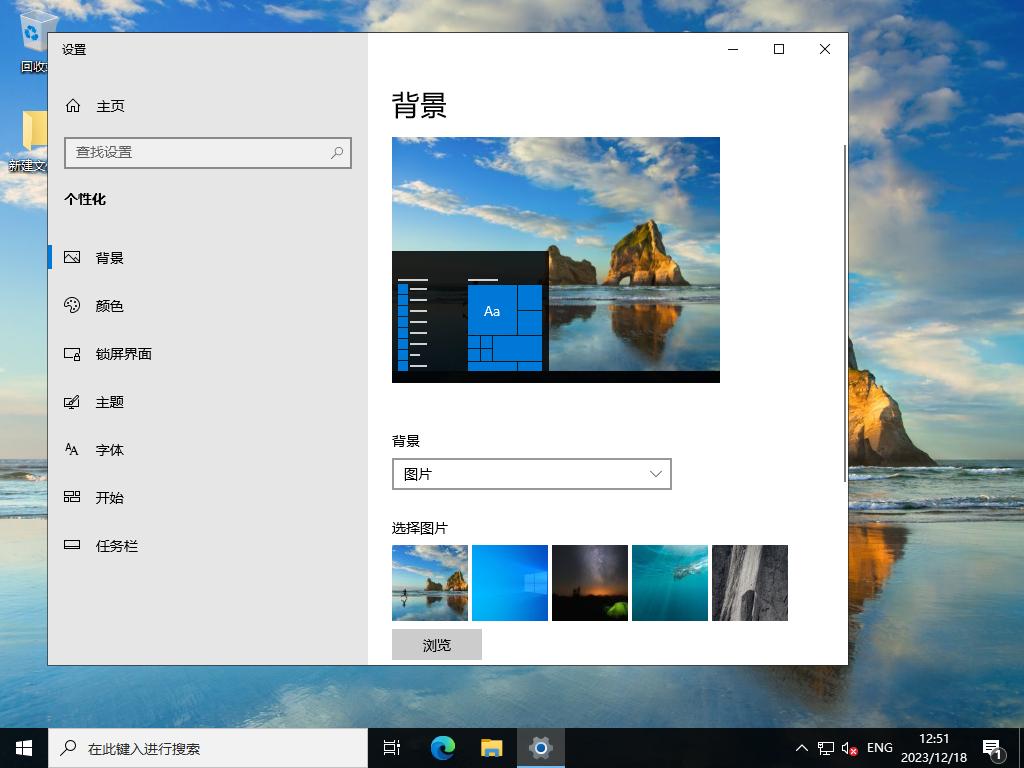 设置
主页
查找设置
个性化
背景
颜色
锁屏界面
主题
字体
开始
任务栏
背景
Aa
背景
图片
选择图片
浏览
回收
新建文
在此键入进行搜索
ENG
12:51
2023/12/18
1